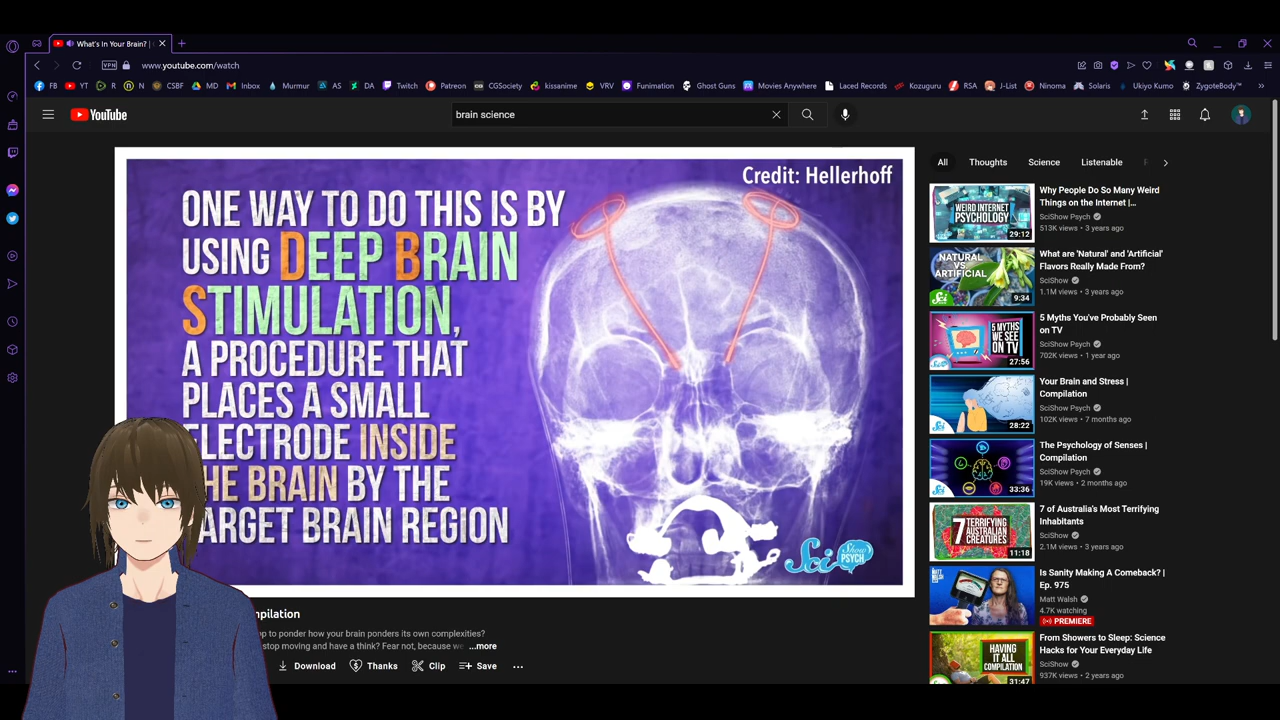 What's In Your Brain? |
VPN
www.youtube.com/watch
FB
YT
R
N
CSBF
MD
Inbox
Murmur
AS
DA
Twitch
Patreon
CGSociety
kissanime
VRV
Funimation
Ghost Guns
Movies Anywhere
Laced Records
Kozuguru
RSA
J-List
Ninoma
Solaris
Ukiyo Kumo
ZygoteBody™
YouTube
brain science
Credit: Hellerhoff
ONE WAY TO DO THIS IS BY
USING DEEP BRAIN
STIMULATION,
A PROCEDURE THAT
PLACES A SMALL
ELECTRODE INSIDE
HE BRAIN BY THE
ARGET BRAIN REGION
Sci Show PSYCH
mpilation
op to ponder how your brain ponders its own complexities?
stop moving and have a think? Fear not, because we ...more
Download
Thanks
Clip
Save
All
Thoughts
Science
Listenable
WEIRD INTERNET
PSYCHOLOGY
29:12
Why People Do So Many Weird
Things on the Internet |...
SciShow Psych
513K views • 3 years ago
NATURAL
VS.
ARTIFICIAL
9:34
What are 'Natural' and 'Artificial'
Flavors Really Made From?
SciShow
1.1M views • 3 years ago
5 MYTHS
WE SEE
ON TV
27:56
5 Myths You've Probably Seen
on TV
SciShow Psych
702K views • 1 year ago
Sci
28:22
Your Brain and Stress |
Compilation
SciShow Psych
102K views • 7 months ago
Sci
33:36
The Psychology of Senses |
Compilation
SciShow Psych
19K views • 2 months ago
7 TERRIFYING
AUSTRALIAN
CREATURES
11:18
7 of Australia's Most Terrifying
Inhabitants
SciShow
2.1M views • 3 years ago
MATT
WALSH
Is Sanity Making A Comeback? |
Ep. 975
Matt Walsh
4.7K watching
PREMIERE
HAVING
IT ALL
COMPILATION
31:47
From Showers to Sleep: Science
Hacks for Your Everyday Life
SciShow
937K views • 2 years ago